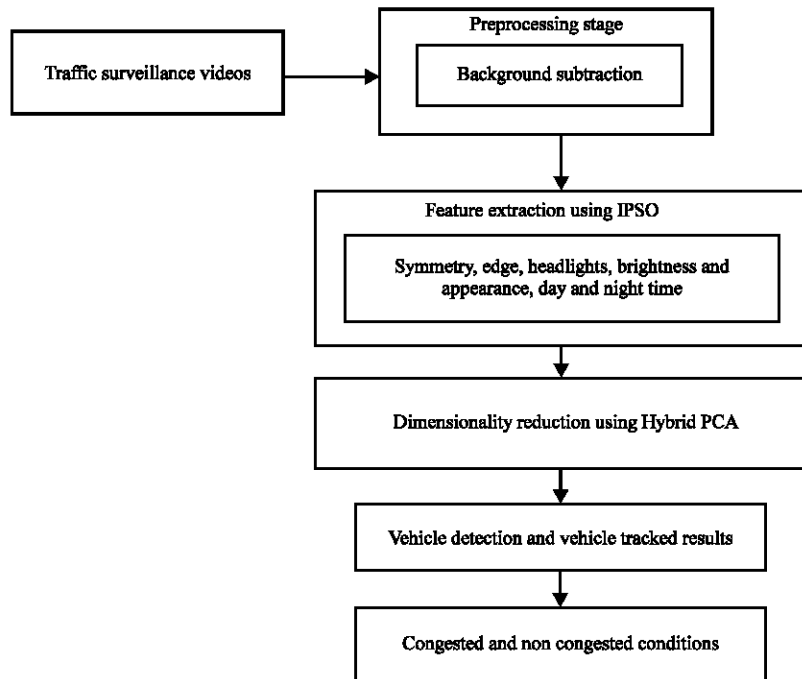 Preprocessing stage
Traffic surveillance videos
Background subtraction
Feature extraction using IPSO
Symmetry, edge, headlights, brightness and
appearance, day and night time
Dimensionality reduction using Hybrid PCA
Vehicle detection and vehicle tracked results
Congested and non congested conditions